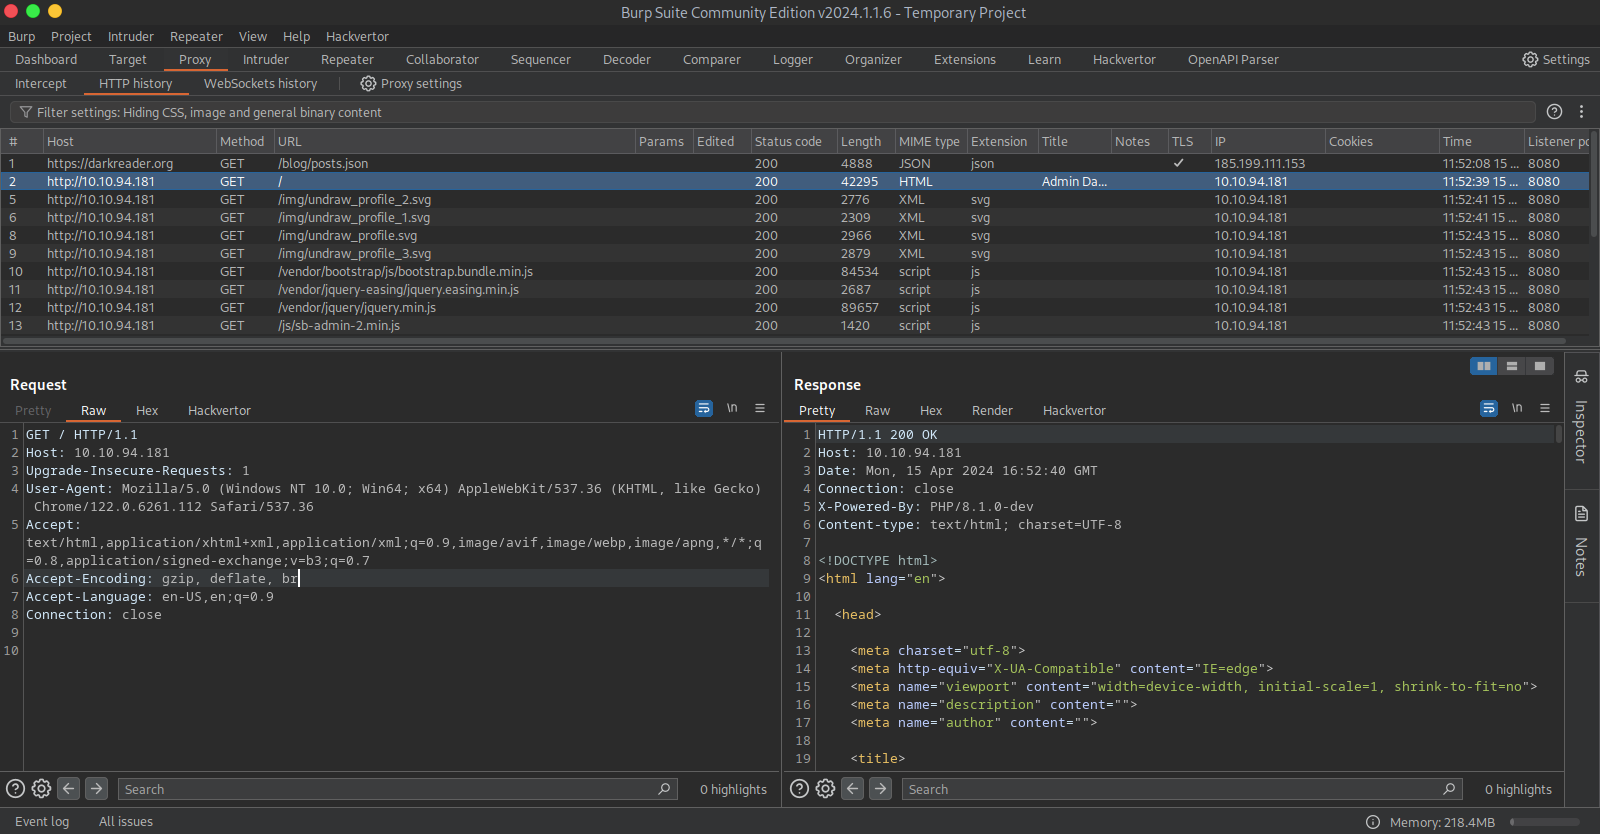 Burp Suite Community Edition v2024.1.1.6 - Temporary Project
Burp Project Intruder Repeater View Help Hackvertor
Dashboard Target Proxy Intruder Repeater Collaborator Sequencer Decoder Comparer Logger Organizer Extensions Learn Hackvertor OpenAPI Parser Settings
Intercept HTTP history WebSockets history Proxy settings
Filter settings: Hiding CSS, image and general binary content
# Host Method URL Params Edited Status code Length MIME type Extension Title Notes TLS IP Cookies Time Listener po
1 https://darkreader.org GET /blog/posts.json 200 4888 JSON json ✓ 185.199.111.153 11:52:08 15 ... 8080
2 http://10.10.94.181 GET / 200 42295 HTML Admin Da... 10.10.94.181 11:52:39 15 ... 8080
5 http://10.10.94.181 GET /img/undraw_profile_2.svg 200 2776 XML svg 10.10.94.181 11:52:41 15 ... 8080
6 http://10.10.94.181 GET /img/undraw_profile_1.svg 200 2309 XML svg 10.10.94.181 11:52:41 15 ... 8080
8 http://10.10.94.181 GET /img/undraw_profile.svg 200 2966 XML svg 10.10.94.181 11:52:43 15 ... 8080
9 http://10.10.94.181 GET /img/undraw_profile_3.svg 200 2879 XML svg 10.10.94.181 11:52:43 15 ... 8080
10 http://10.10.94.181 GET /vendor/bootstrap/js/bootstrap.bundle.min.js 200 84534 script js 10.10.94.181 11:52:43 15 ... 8080
11 http://10.10.94.181 GET /vendor/jquery-easing/jquery.easing.min.js 200 2687 script js 10.10.94.181 11:52:43 15 ... 8080
12 http://10.10.94.181 GET /vendor/jquery/jquery.min.js 200 89657 script js 10.10.94.181 11:52:43 15 ... 8080
13 http://10.10.94.181 GET /js/sb-admin-2.min.js 200 1420 script js 10.10.94.181 11:52:43 15 ... 8080
Request
Pretty Raw Hex Hackvertor \n
1 GET / HTTP/1.1
2 Host: 10.10.94.181
3 Upgrade-Insecure-Requests: 1
4 User-Agent: Mozilla/5.0 (Windows NT 10.0; Win64; x64) AppleWebKit/537.36 (KHTML, like Gecko)
Chrome/122.0.6261.112 Safari/537.36
5 Accept:
text/html,application/xhtml+xml,application/xml;q=0.9,image/avif,image/webp,image/apng,*/*;q
=0.8,application/signed-exchange;v=b3;q=0.7
6 Accept-Encoding: gzip, deflate, br
7 Accept-Language: en-US,en;q=0.9
8 Connection: close
9
10
Search 0 highlights
Response
Pretty Raw Hex Render Hackvertor \n
1 HTTP/1.1 200 OK
2 Host: 10.10.94.181
3 Date: Mon, 15 Apr 2024 16:52:40 GMT
4 Connection: close
5 X-Powered-By: PHP/8.1.0-dev
6 Content-type: text/html; charset=UTF-8
7
8 <!DOCTYPE html>
9 <html lang="en">
10
11 <head>
12
13 <meta charset="utf-8">
14 <meta http-equiv="X-UA-Compatible" content="IE=edge">
15 <meta name="viewport" content="width=device-width, initial-scale=1, shrink-to-fit=no">
16 <meta name="description" content="">
17 <meta name="author" content="">
18
19 <title>
Search 0 highlights
Inspector
Notes
Event log All issues Memory: 218.4MB